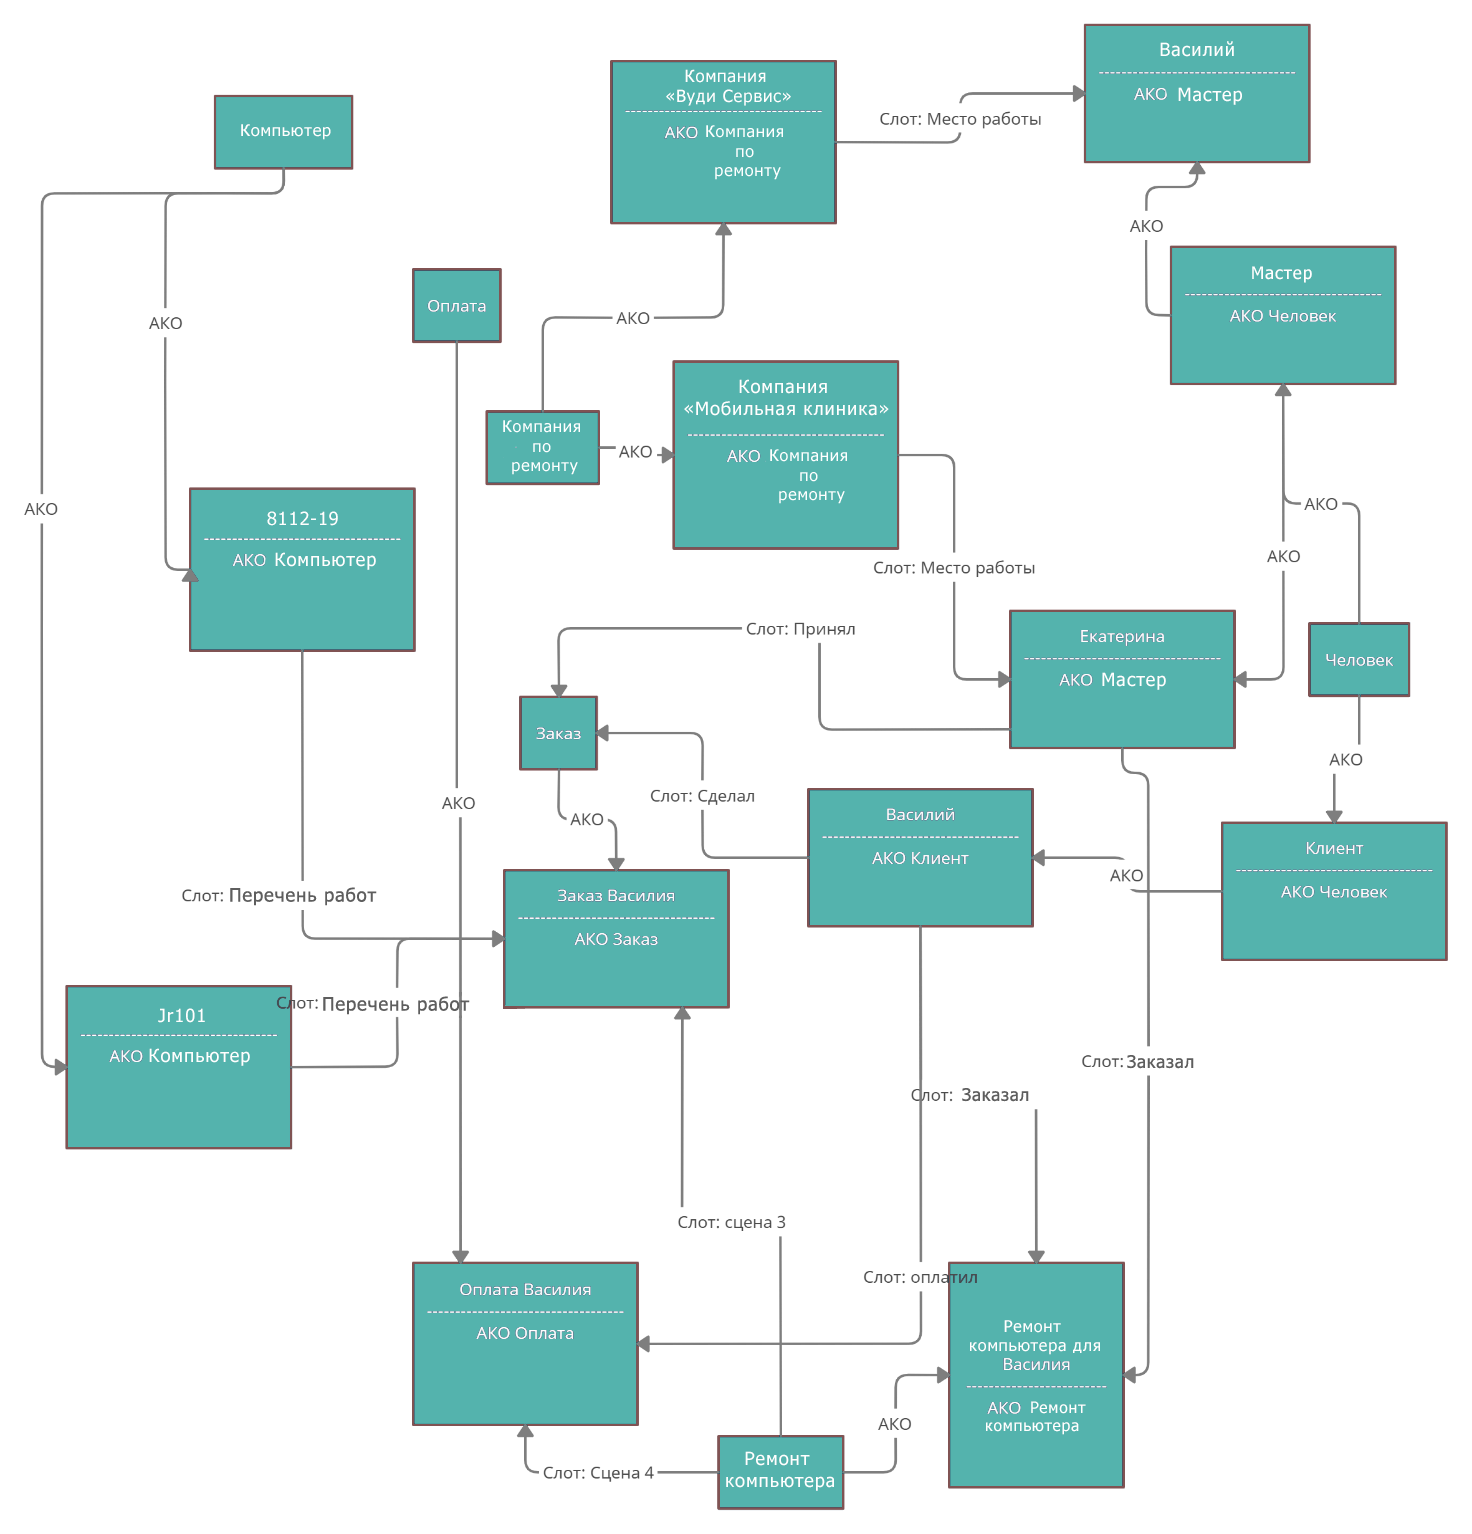 Василий
АКО Мастер
Компания
«Вуди Сервис»
АКО Компания
по
ремонту
Слот: Место работы
Компьютер
АКО
Мастер
АКО Человек
Оплата
АКО
АКО
Компания
«Мобильная клиника»
АКО Компания
по
ремонту
Компания
по
ремонту
АКО
АКО
8112-19
АКО Компьютер
АКО
АКО
Слот: Место работы
Слот: Принял
Екатерина
АКО Мастер
Человек
Заказ
АКО
Слот: Сделал
АКО
АКО
Василий
АКО Клиент
Клиент
АКО Человек
АКО
Слот: Перечень работ
Заказ Василия
АКО Заказ
Jr101
АКО Компьютер
Слот: Перечень работ
Слот: Заказал
Слот: Заказал
Слот: сцена 3
Слот: оплатил
Оплата Василия
АКО Оплата
Ремонт
компьютера для
Василия
АКО Ремонт
компьютера
АКО
Слот: Сцена 4
Ремонт
компьютера